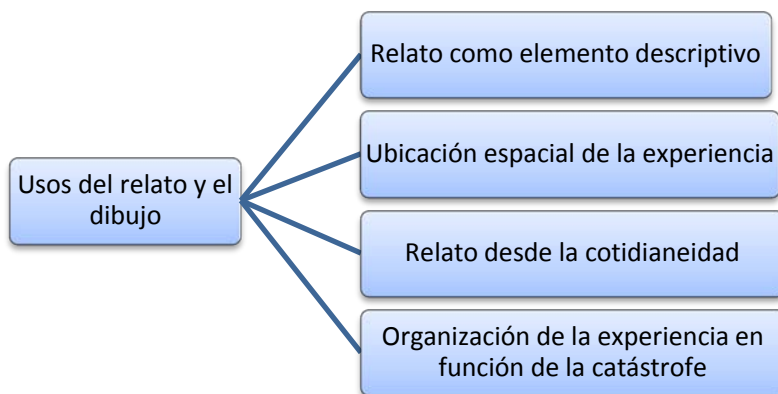 Relato como elemento descriptivo
Ubicación espacial de la experiencia
Usos del relato y el
dibujo
Relato desde la cotidianeidad
Organización de la experiencia en
función de la catástrofe